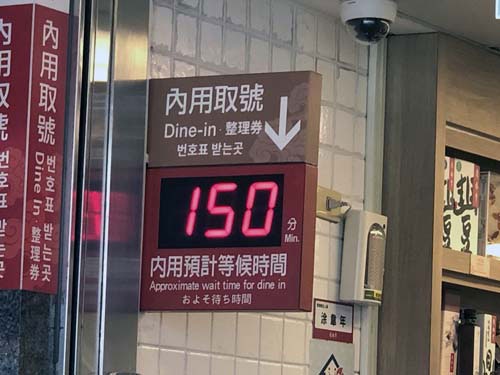 內用取號
번호표 받는곳
Dine in · 整理券
內用取號
Dine-in · 整理券
번호표 받는곳
150
分
Min.
內用預計等候時間
Approximate wait time for dine in
およそ待ち時間